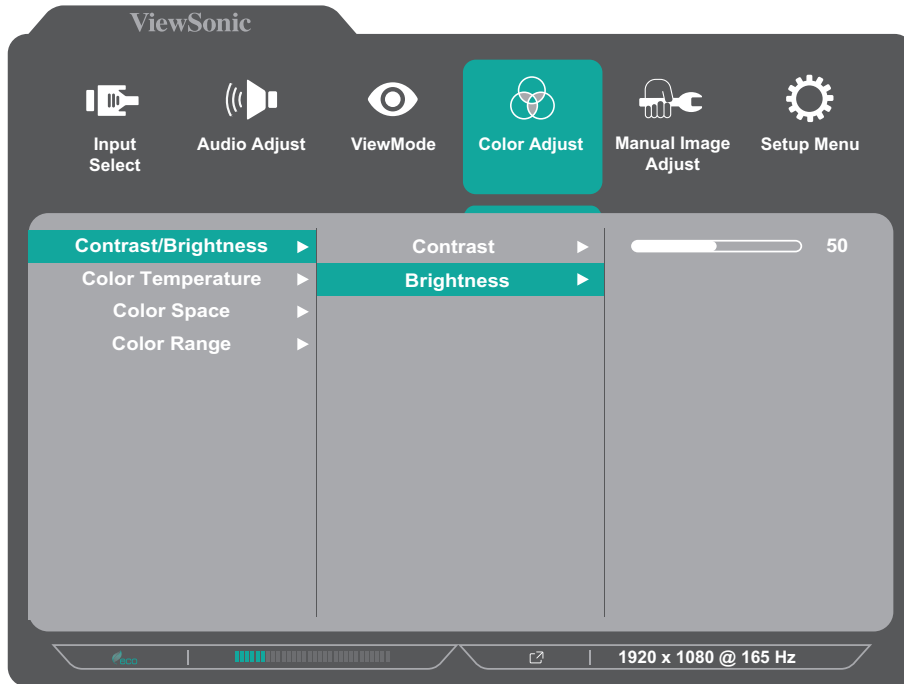 ViewSonic
Input
Select
Audio Adjust
ViewMode
Color Adjust
Manual Image
Adjust
Setup Menu
Contrast/Brightness
Contrast
50
Color Temperature
Brightness
Color Space
Color Range
eco
1920 x 1080 @ 165 Hz